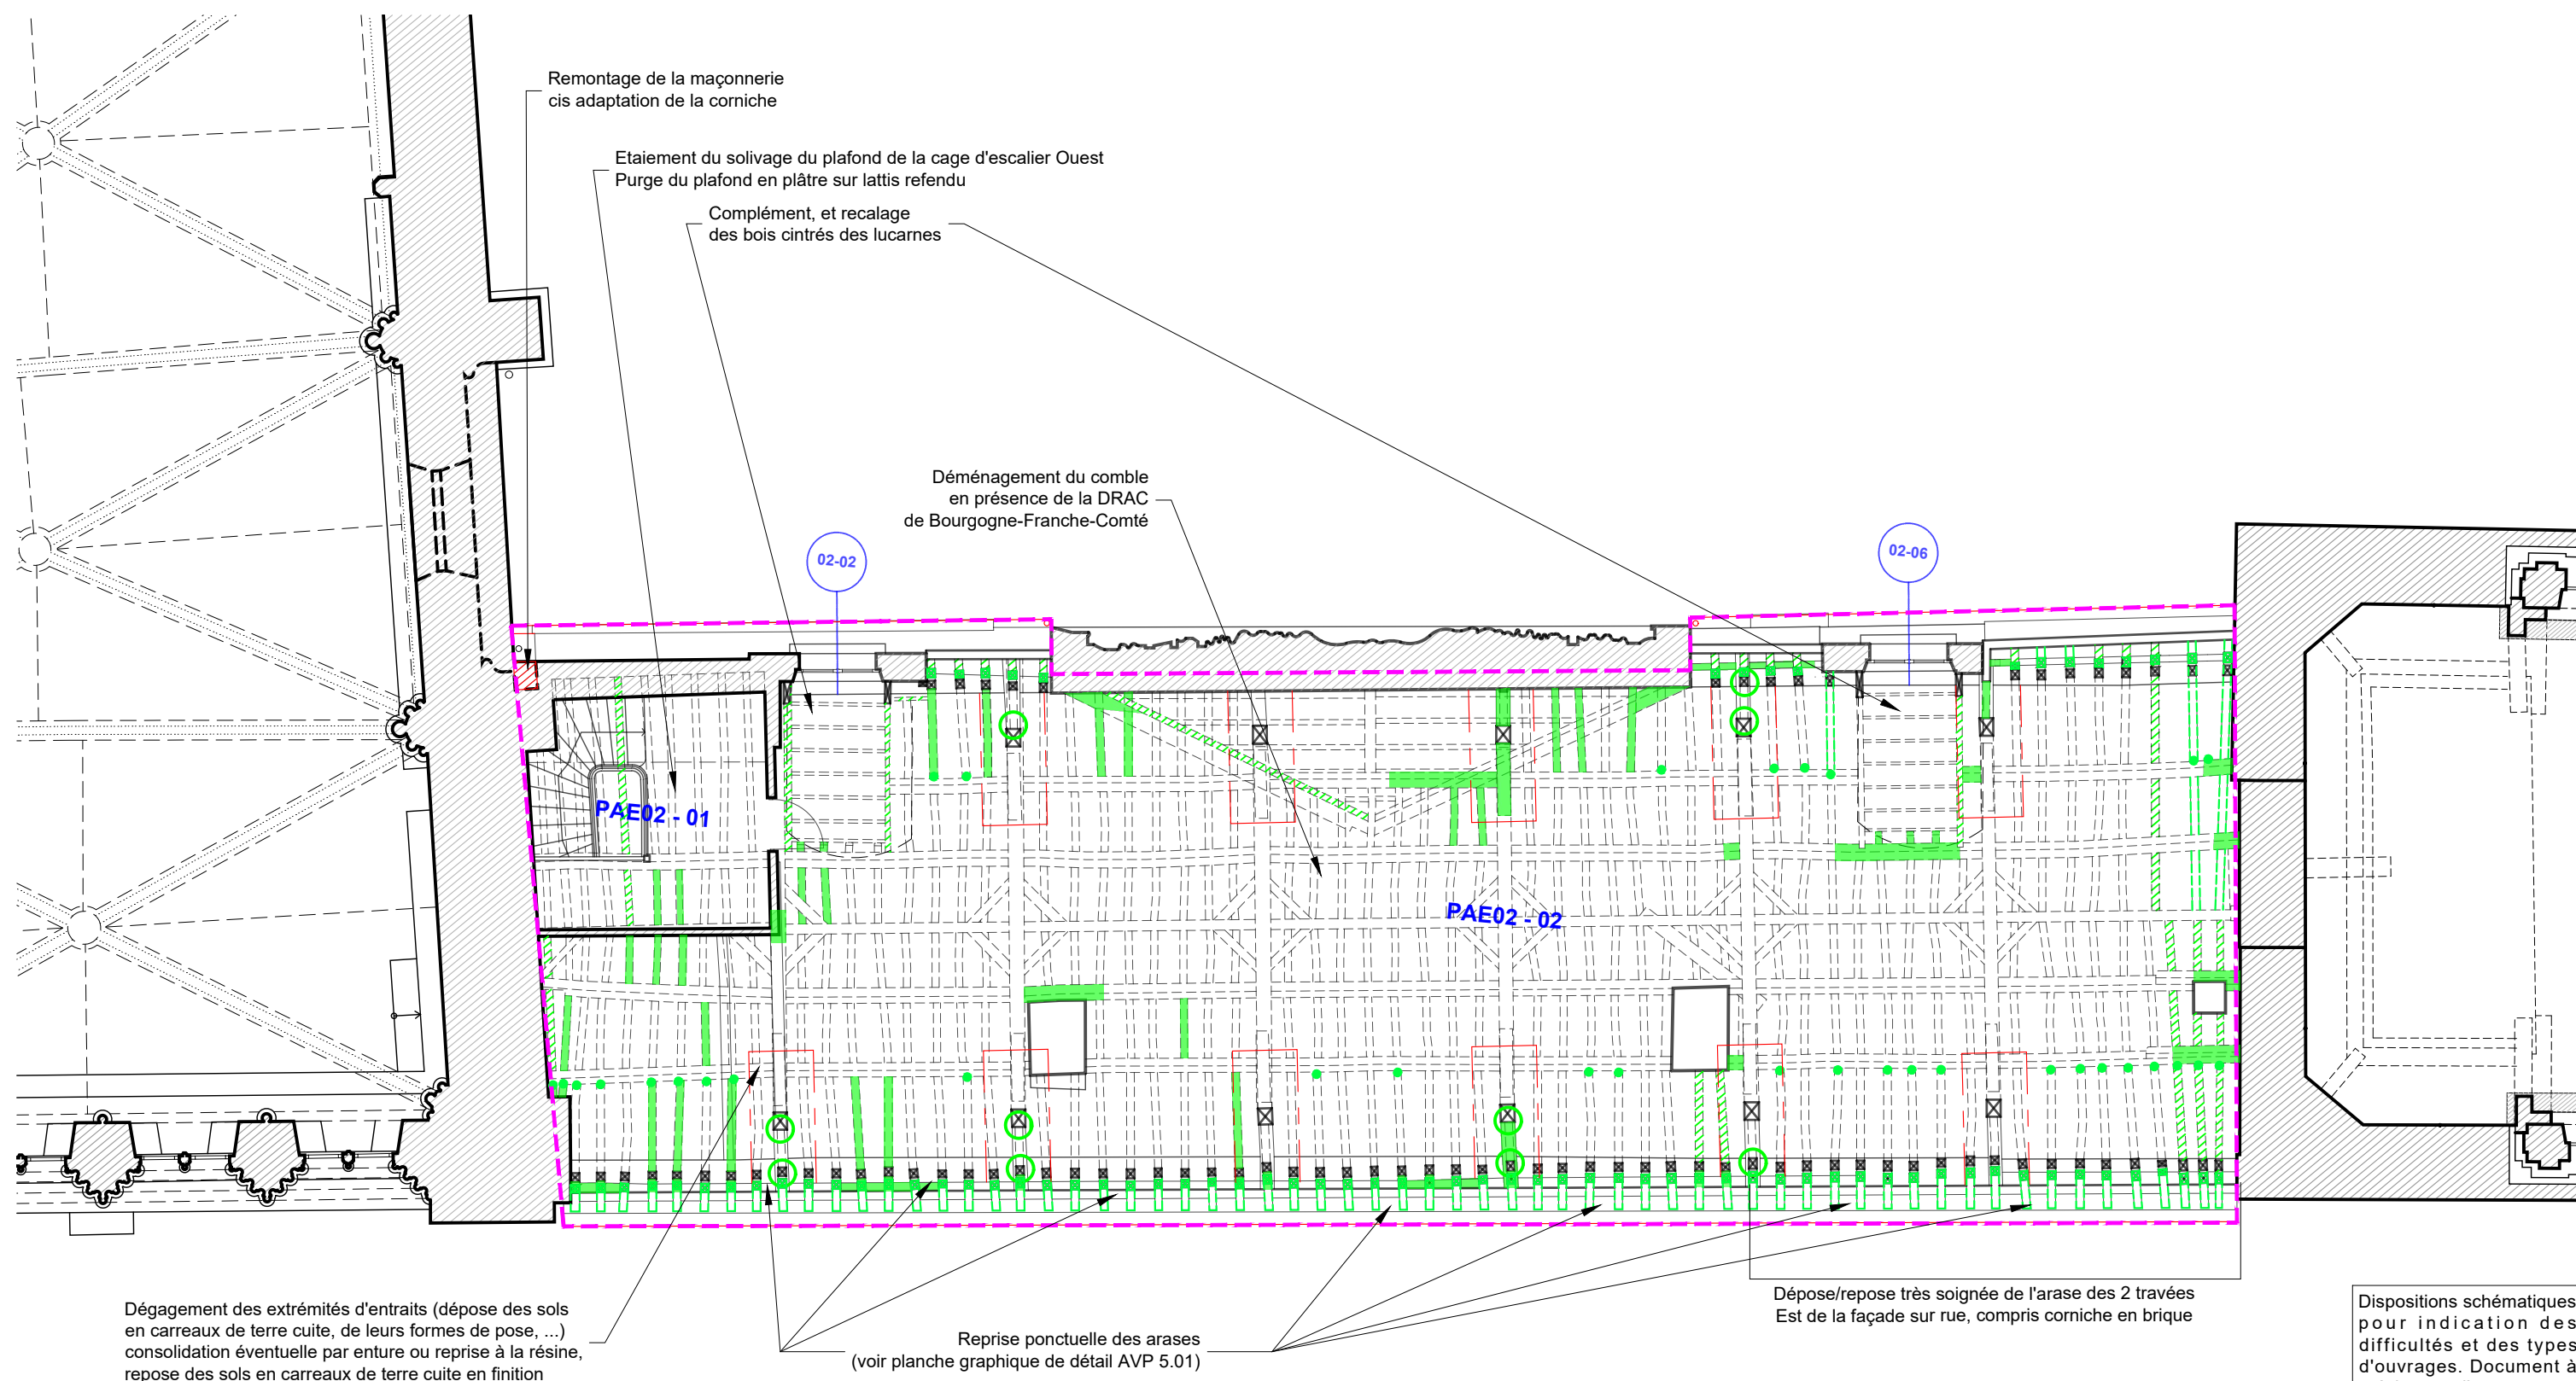 Remontage de la maçonnerie
cis adaptation de la corniche
Etaiement du solivage du plafond de la cage d'escalier Ouest
Purge du plafond en plâtre sur lattis refendu
Complément, et recalage
des bois cintrés des lucarnes
Déménagement du comble
en présence de la DRAC
de Bourgogne-Franche-Comté
02-02
02-06
PAE02 - 01
PAE02 - 02
Dégagement des extrémités d'entraits (dépose des sols
en carreaux de terre cuite, de leurs formes de pose, ...)
consolidation éventuelle par enture ou reprise à la résine,
repose des sols en carreaux de terre cuite en finition
Reprise ponctuelle des arases
(voir planche graphique de détail AVP 5.01)
Dépose/repose très soignée de l'arase des 2 travées
Est de la façade sur rue, compris corniche en brique
Dispositions schématiques
pour indication des
difficultés et des types
d'ouvrages. Document à